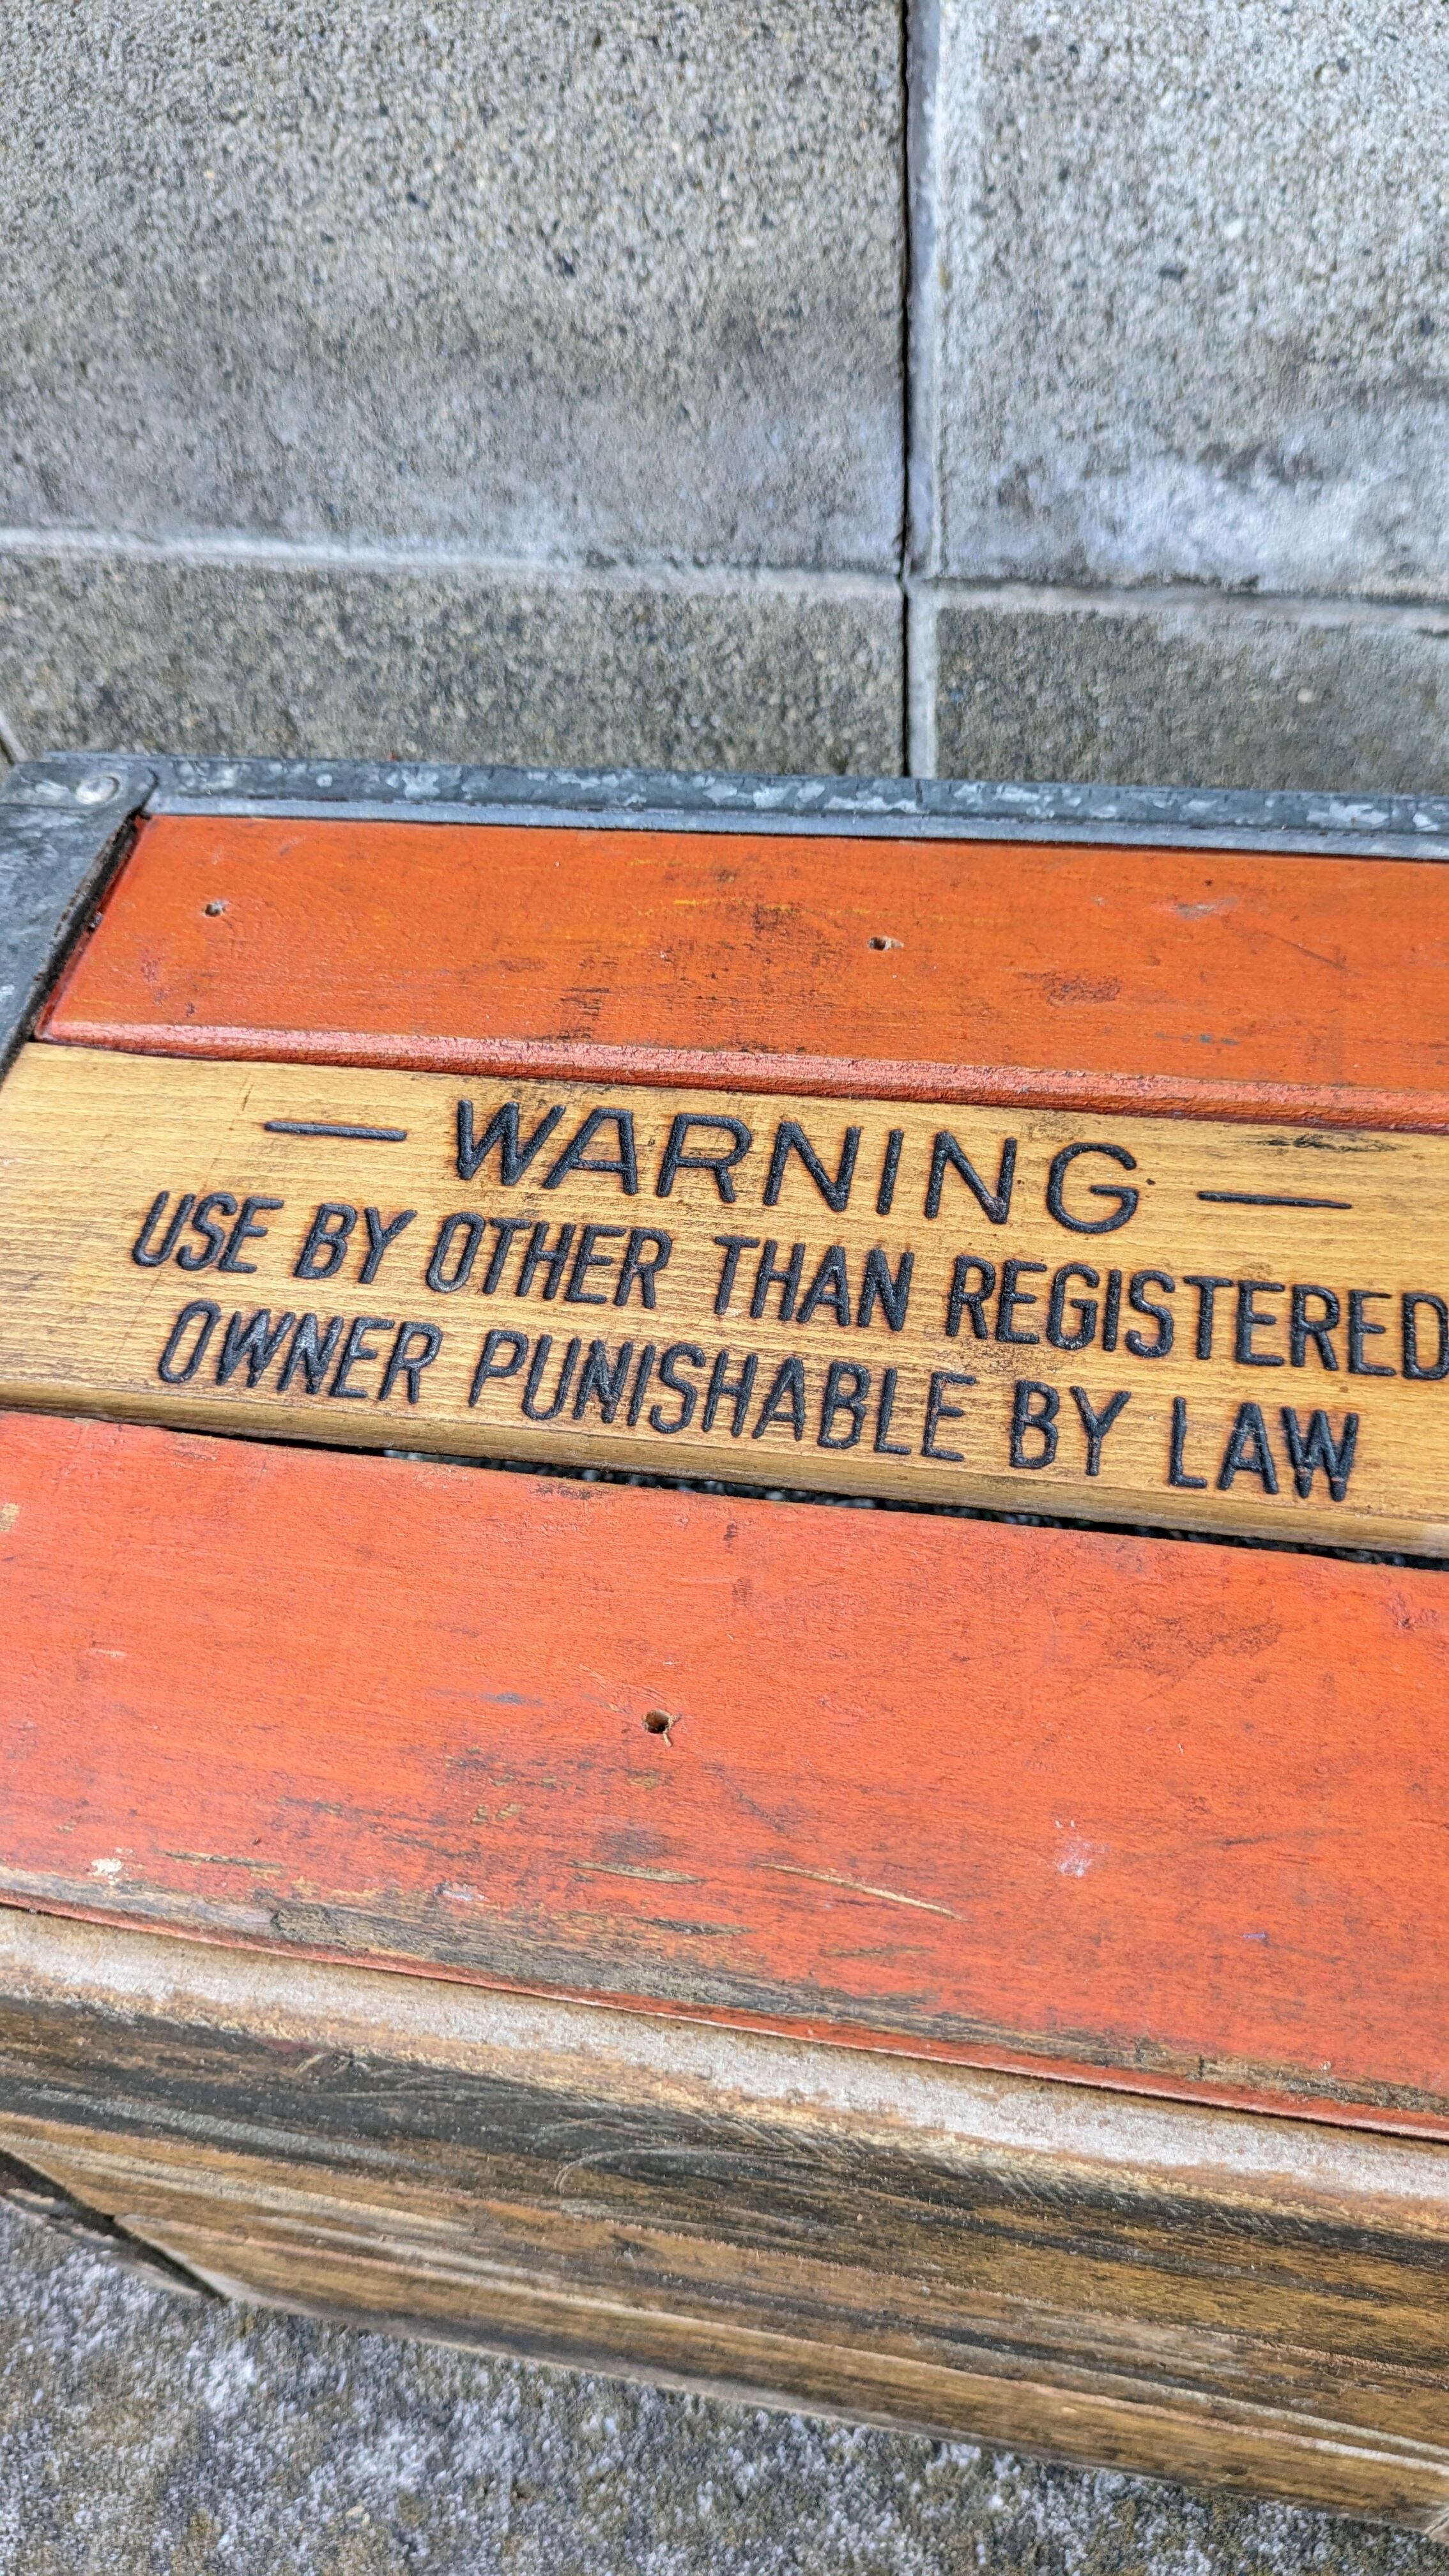 — WARNING —
USE BY OTHER THAN REGISTERED
OWNER PUNISHABLE BY LAW